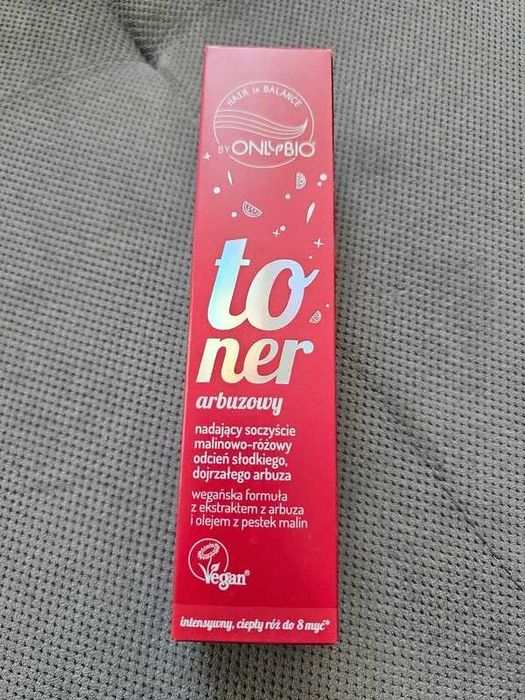 HAIR in BALANCE
BY ONLYBIO
to
ner
arbuzowy
nadający soczyście
malinowo-różowy
odcień słodkiego,
dojrzałego arbuza
wegańska formuła
z ekstraktem z arbuza
i olejem z pestek malin
Vegan®
intensywny, ciepły róż do 8 myć*